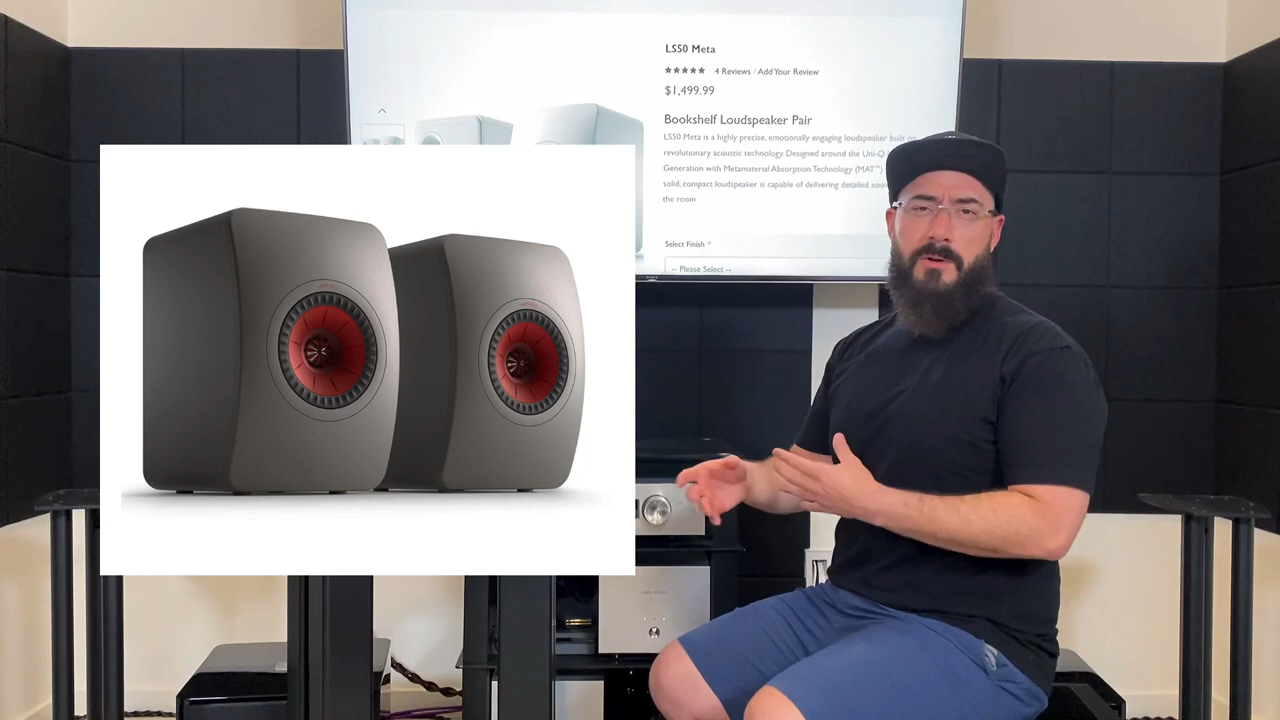 LS50 Meta
★★★★★ 4 Reviews / Add Your Review
$1,499.99
Bookshelf Loudspeaker Pair
LS50 Meta is a highly precise, emotionally engaging loudspeaker built on
revolutionary acoustic technology. Designed around the Uni-Q
Generation with Metamaterial Absorption Technology (MAT™)
solid, compact loudspeaker is capable of delivering detailed
the room
Select Finish *
-- Please Select --
SONY